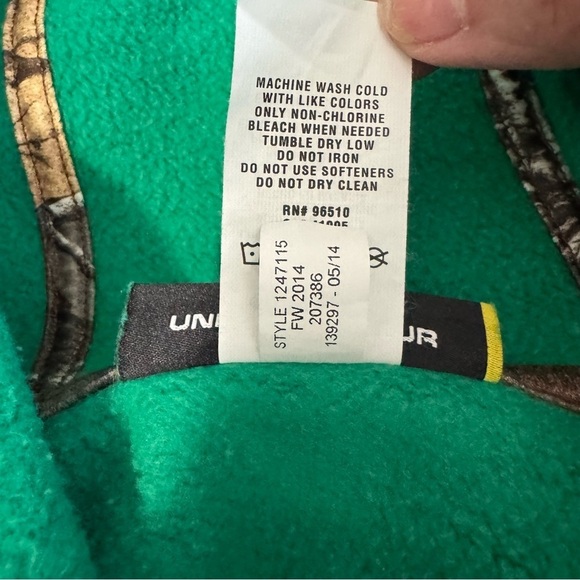 MACHINE WASH COLD
WITH LIKE COLORS
ONLY NON-CHLORINE
BLEACH WHEN NEEDED
TUMBLE DRY LOW
DO NOT IRON
DO NOT USE SOFTENERS
DO NOT DRY CLEAN
RN# 96510
STYLE 1247115
FW 2014
207386
139297 - 05/14
UN
UR